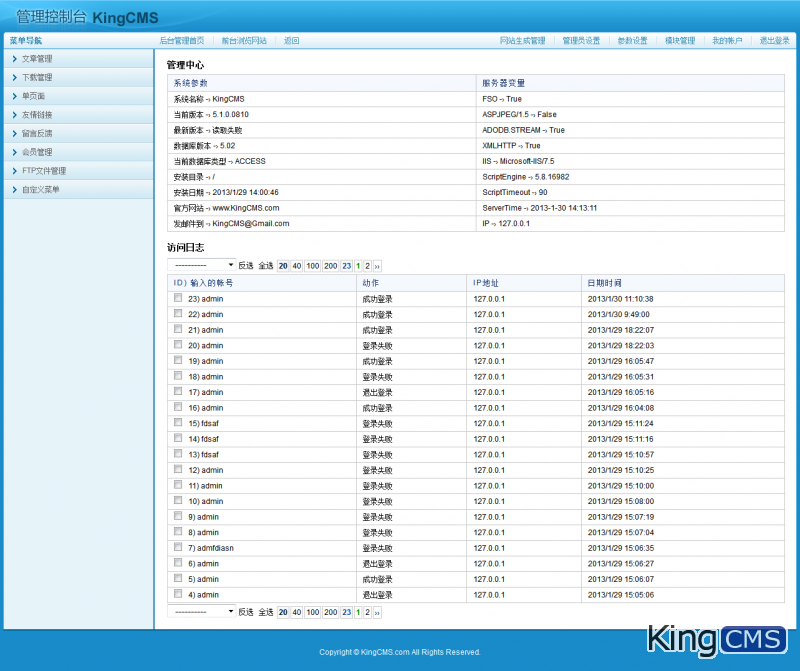 管理控制台 KingCMS
菜单导航 后台管理首页 前台浏览网站 返回 网站生成管理 管理员设置 参数设置 模块管理 我的帐户 退出登录
文章管理
下载管理
单页面
友情链接
留言反馈
会员管理
FTP文件管理
自定义菜单
管理中心
系统参数 服务器变量
系统名称 -› KingCMS FSO -› True
当前版本 -› 5.1.0.0810 ASPJPEG/1.5 -› False
最新版本 -› 读取失败 ADODB.STREAM -› True
数据库版本 -› 5.02 XMLHTTP -› True
当前数据库类型 -› ACCESS IIS -› Microsoft-IIS/7.5
安装目录 -› / ScriptEngine -› 5.8.16982
安装日期 -› 2013/1/29 14:00:46 ScriptTimeout -› 90
官方网站 -› www.KingCMS.com ServerTime -› 2013-1-30 14:13:11
发邮件到 -› KingCMS@Gmail.com IP -› 127.0.0.1
访问日志
---------- 反选 全选 20 40 100 200 23 1 2 ››
ID) 输入的帐号 动作 IP地址 日期时间
23) admin 成功登录 127.0.0.1 2013/1/30 11:10:38
22) admin 成功登录 127.0.0.1 2013/1/30 9:49:00
21) admin 成功登录 127.0.0.1 2013/1/29 18:22:07
20) admin 登录失败 127.0.0.1 2013/1/29 18:22:03
19) admin 成功登录 127.0.0.1 2013/1/29 16:05:47
18) admin 登录失败 127.0.0.1 2013/1/29 16:05:31
17) admin 退出登录 127.0.0.1 2013/1/29 16:05:16
16) admin 成功登录 127.0.0.1 2013/1/29 16:04:08
15) fdsaf 登录失败 127.0.0.1 2013/1/29 15:11:24
14) fdsaf 登录失败 127.0.0.1 2013/1/29 15:11:16
13) fdsaf 登录失败 127.0.0.1 2013/1/29 15:10:57
12) admin 登录失败 127.0.0.1 2013/1/29 15:10:25
11) admin 登录失败 127.0.0.1 2013/1/29 15:10:00
10) admin 登录失败 127.0.0.1 2013/1/29 15:08:00
9) admin 登录失败 127.0.0.1 2013/1/29 15:07:19
8) admin 登录失败 127.0.0.1 2013/1/29 15:07:04
7) admfdiasn 登录失败 127.0.0.1 2013/1/29 15:06:35
6) admin 退出登录 127.0.0.1 2013/1/29 15:06:27
5) admin 成功登录 127.0.0.1 2013/1/29 15:06:07
4) admin 退出登录 127.0.0.1 2013/1/29 15:05:06
---------- 反选 全选 20 40 100 200 23 1 2 ››
King CMS
Copyright © KingCMS.com All Rights Reserved.